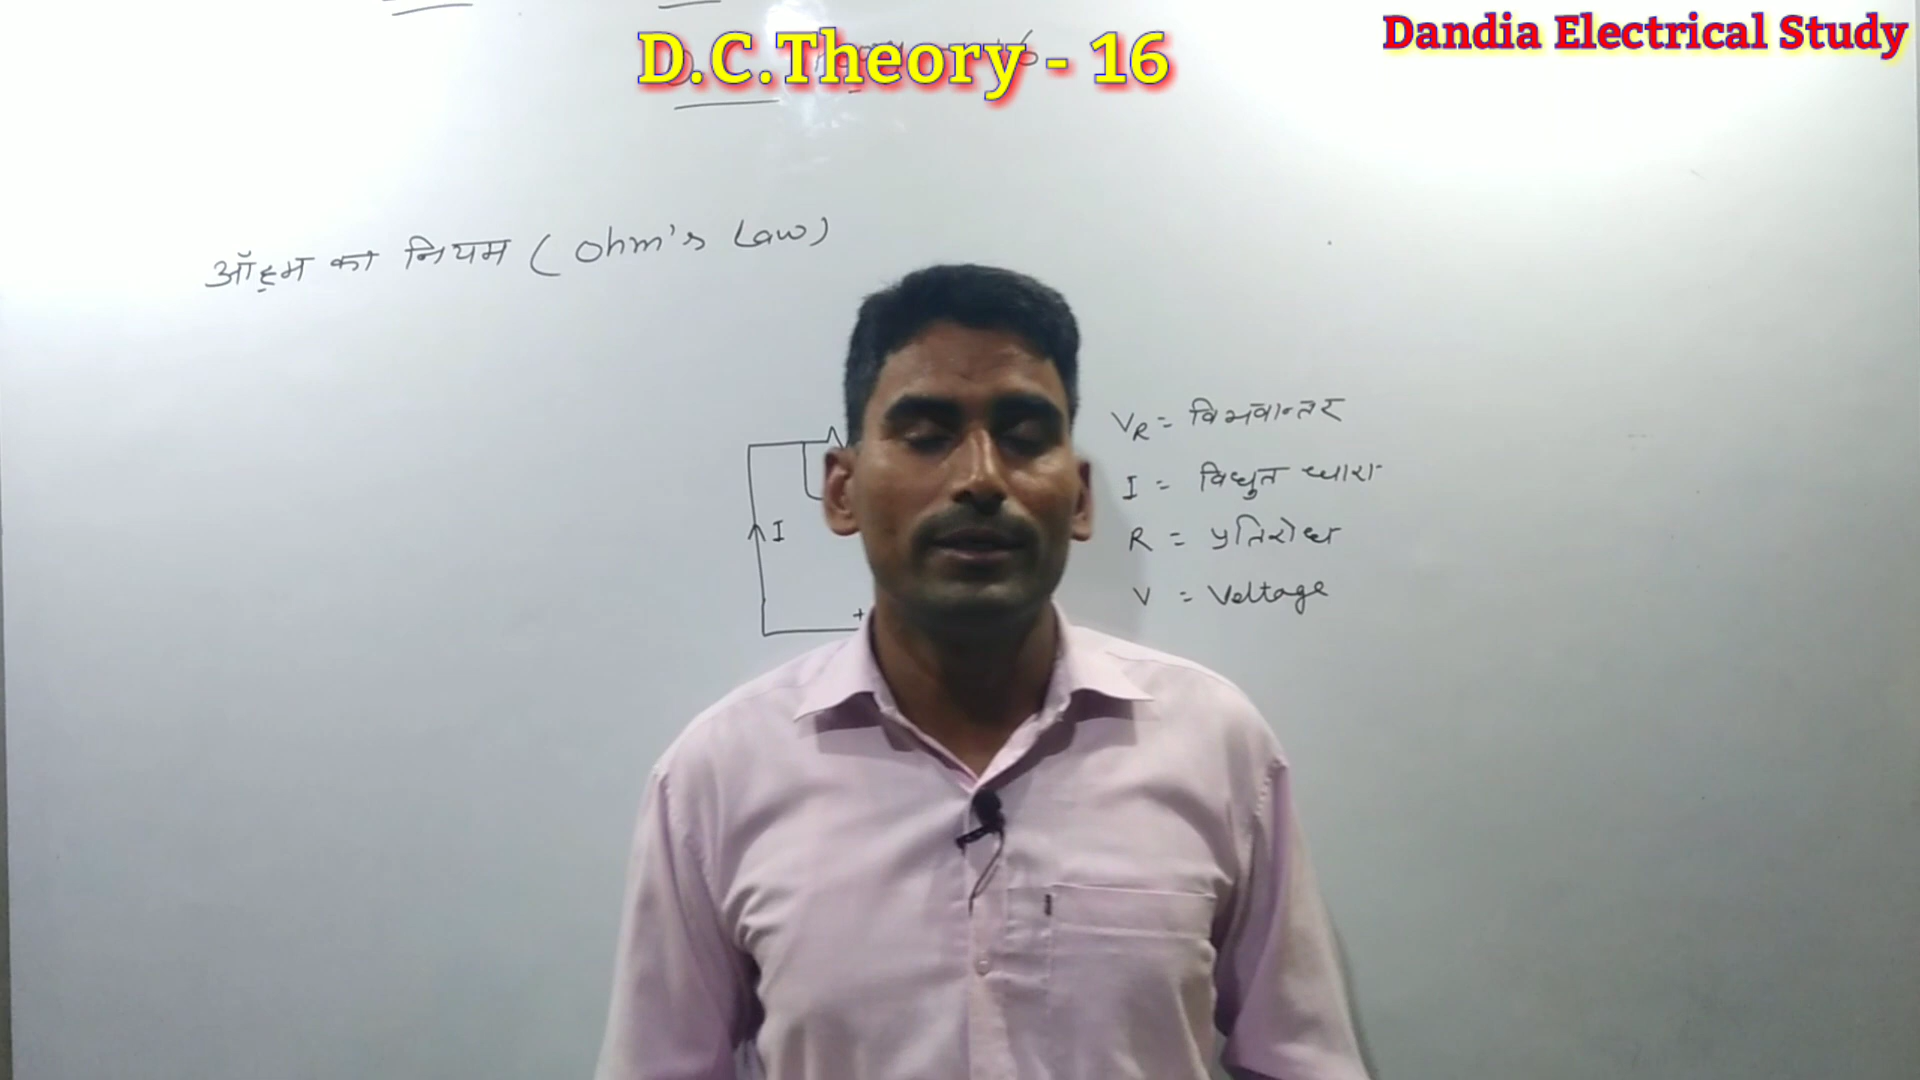 D.C.Theory - 16
Dandia Electrical Study
ऑह्म का नियम ( Ohm's Law)
VR = विभवान्तर
I = विधुत धारा
R = प्रतिरोध
V = Voltage
I
+